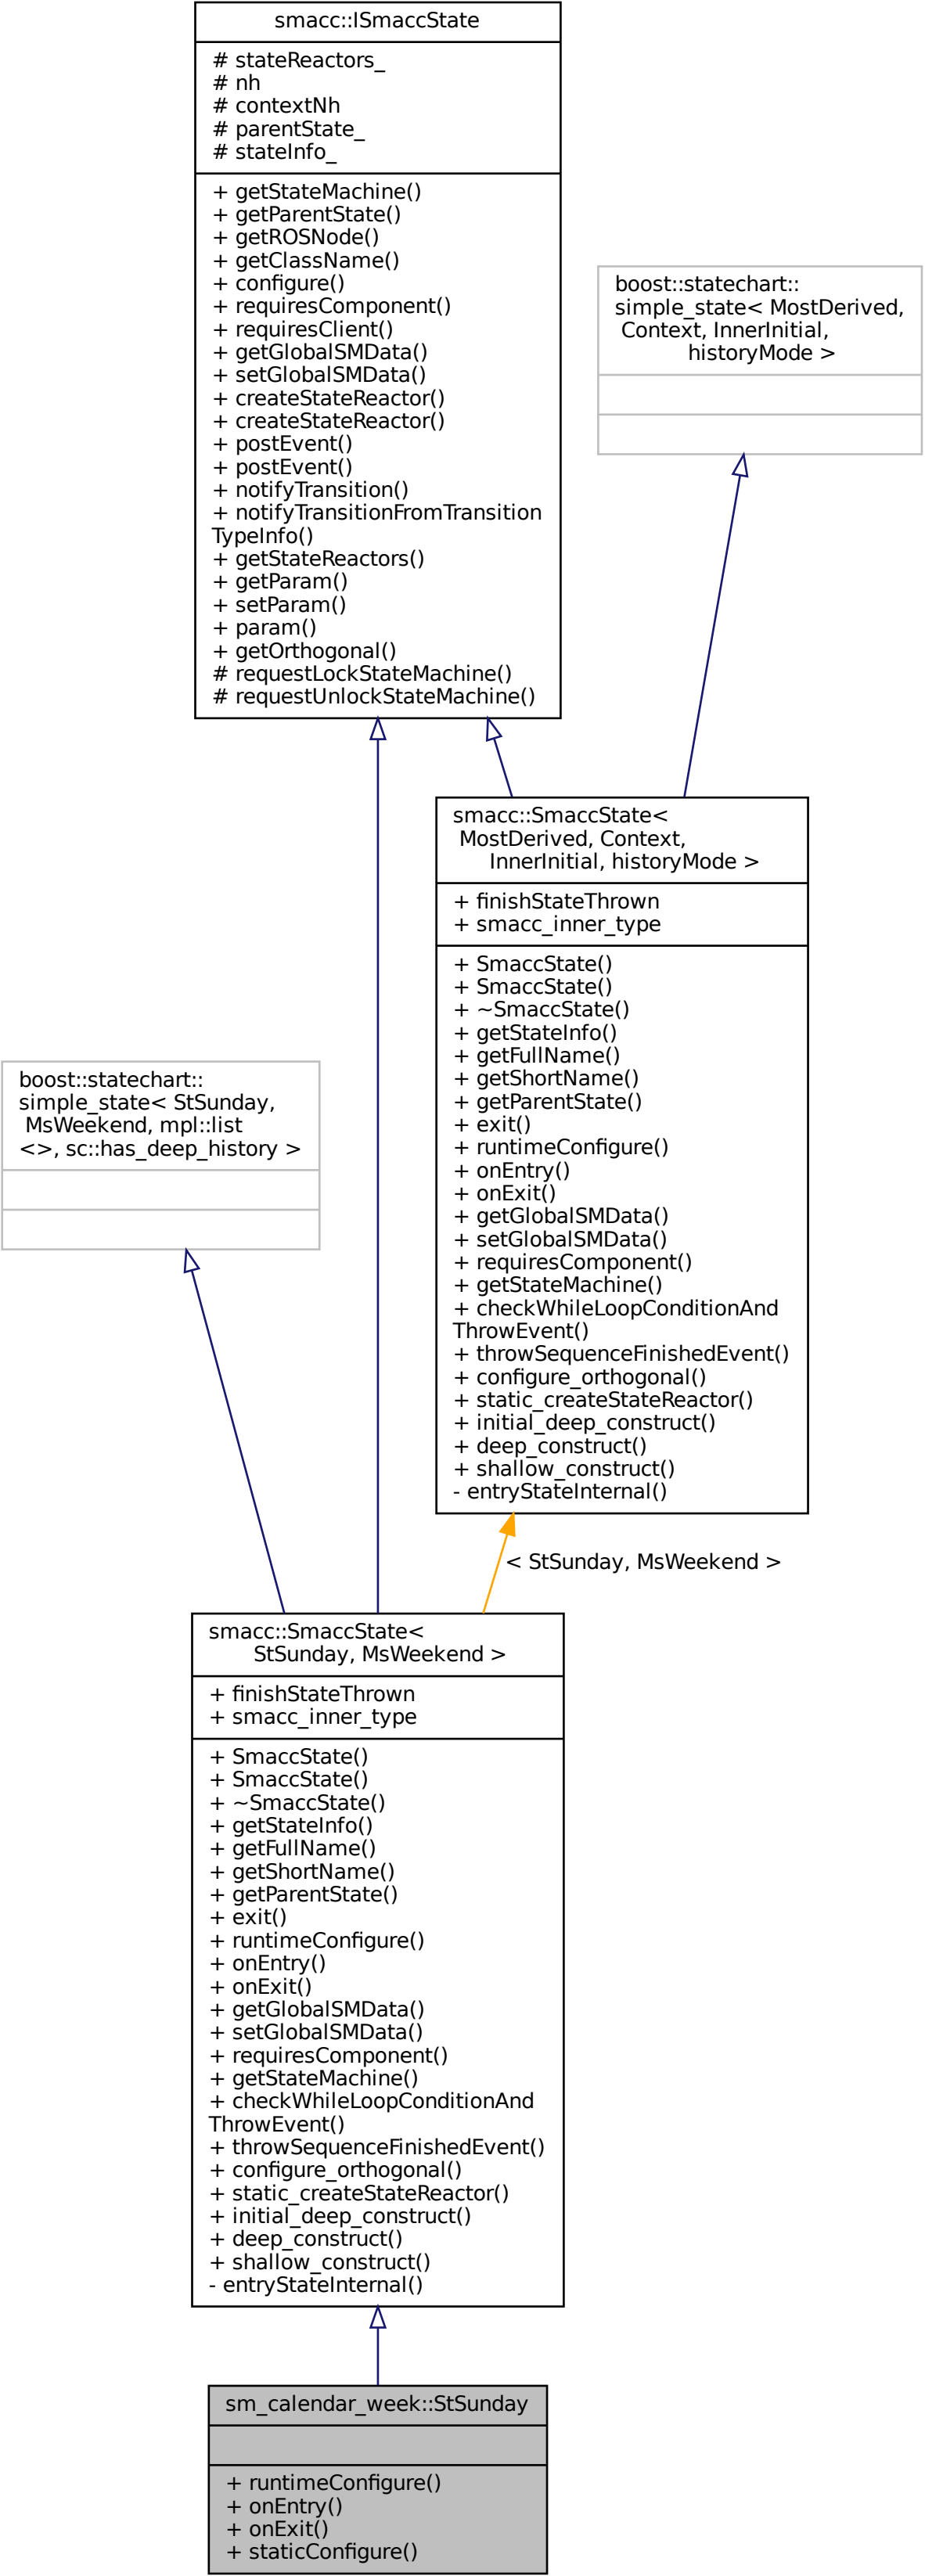 smacc::ISmaccState
# stateReactors_
# nh
# contextNh
# parentState_
# stateInfo_
+ getStateMachine()
+ getParentState()
+ getROSNode()
+ getClassName()
+ configure()
+ requiresComponent()
+ requiresClient()
+ getGlobalSMData()
+ setGlobalSMData()
+ createStateReactor()
+ createStateReactor()
+ postEvent()
+ postEvent()
+ notifyTransition()
+ notifyTransitionFromTransition
TypeInfo()
+ getStateReactors()
+ getParam()
+ setParam()
+ param()
+ getOrthogonal()
# requestLockStateMachine()
# requestUnlockStateMachine()
boost::statechart::
simple_state< MostDerived,
Context, InnerInitial,
historyMode >
smacc::SmaccState<
MostDerived, Context,
InnerInitial, historyMode >
+ finishStateThrown
+ smacc_inner_type
+ SmaccState()
+ SmaccState()
+ ~SmaccState()
+ getStateInfo()
+ getFullName()
+ getShortName()
+ getParentState()
+ exit()
+ runtimeConfigure()
+ onEntry()
+ onExit()
+ getGlobalSMData()
+ setGlobalSMData()
+ requiresComponent()
+ getStateMachine()
+ checkWhileLoopConditionAnd
ThrowEvent()
+ throwSequenceFinishedEvent()
+ configure_orthogonal()
+ static_createStateReactor()
+ initial_deep_construct()
+ deep_construct()
+ shallow_construct()
- entryStateInternal()
boost::statechart::
simple_state< StSunday,
MsWeekend, mpl::list
<>, sc::has_deep_history >
< StSunday, MsWeekend >
smacc::SmaccState<
StSunday, MsWeekend >
+ finishStateThrown
+ smacc_inner_type
+ SmaccState()
+ SmaccState()
+ ~SmaccState()
+ getStateInfo()
+ getFullName()
+ getShortName()
+ getParentState()
+ exit()
+ runtimeConfigure()
+ onEntry()
+ onExit()
+ getGlobalSMData()
+ setGlobalSMData()
+ requiresComponent()
+ getStateMachine()
+ checkWhileLoopConditionAnd
ThrowEvent()
+ throwSequenceFinishedEvent()
+ configure_orthogonal()
+ static_createStateReactor()
+ initial_deep_construct()
+ deep_construct()
+ shallow_construct()
- entryStateInternal()
sm_calendar_week::StSunday
+ runtimeConfigure()
+ onEntry()
+ onExit()
+ staticConfigure()